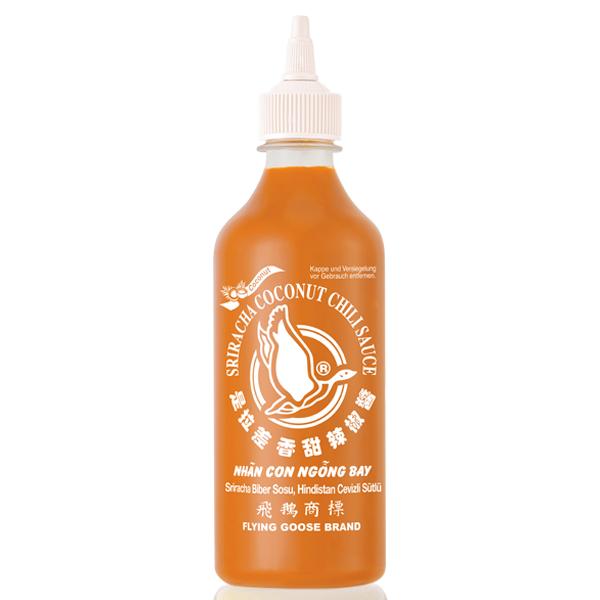 Kappe und Versiegelung
vor Gebrauch entfernen.
coconut
SRIRACHA COCONUT CHILI SAUCE
®
是拉差香甜辣椒醬
NHÃN CON NGỖNG BAY
Sriracha Biber Sosu, Hindistan Cevizli Sütlü
飛鵝商標
FLYING GOOSE BRAND